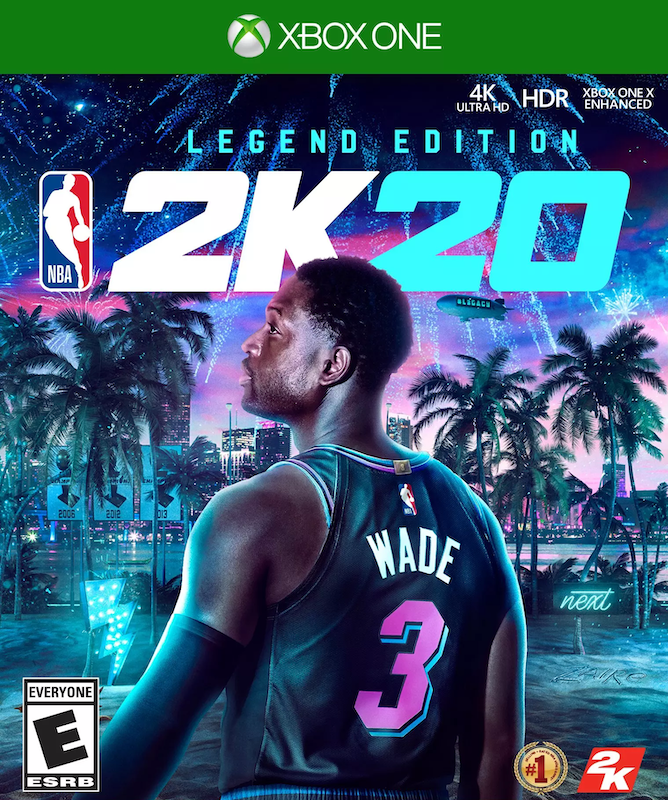 XBOX ONE
4K
ULTRA HD
HDR
XBOX ONE X
ENHANCED
LEGEND EDITION
NBA
2K20
#LEGACY
2006
2012
2013
WADE
3
next
EVERYONE
E
ESRB
#1
2K